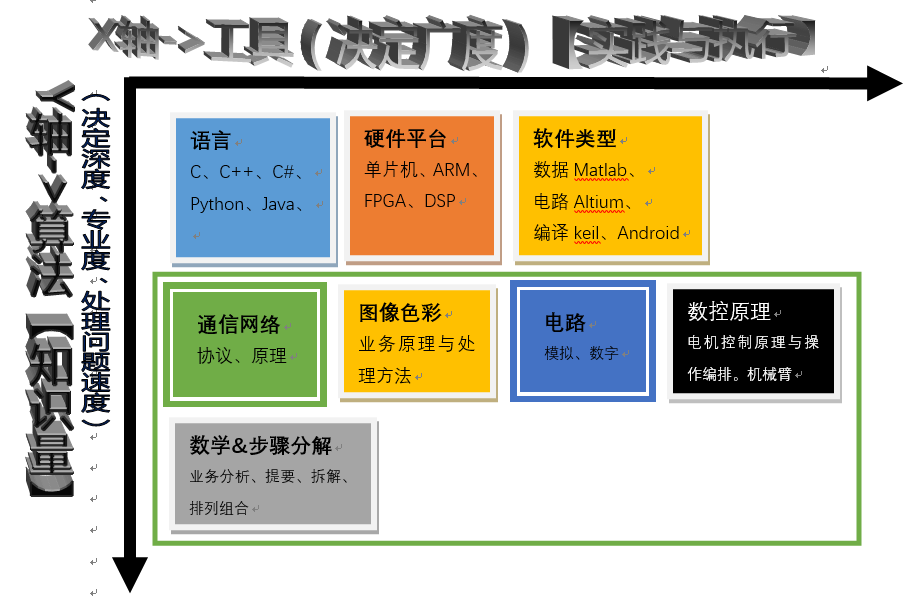 X轴->工具（决定广度）【实践与执行】
Y轴->算法【知识量】
（决定深度、专业度、处理问题速度）
语言
C、C++、C#、
Python、Java、
硬件平台
单片机、ARM、
FPGA、DSP
软件类型
数据 Matlab、
电路 Altium、
编译 keil、Android
通信网络
协议、原理
图像色彩
业务原理与处
理方法
电路
模拟、数字
数控原理
电机控制原理与操
作编排。机械臂
数学&步骤分解
业务分析、提要、拆解、
排列组合